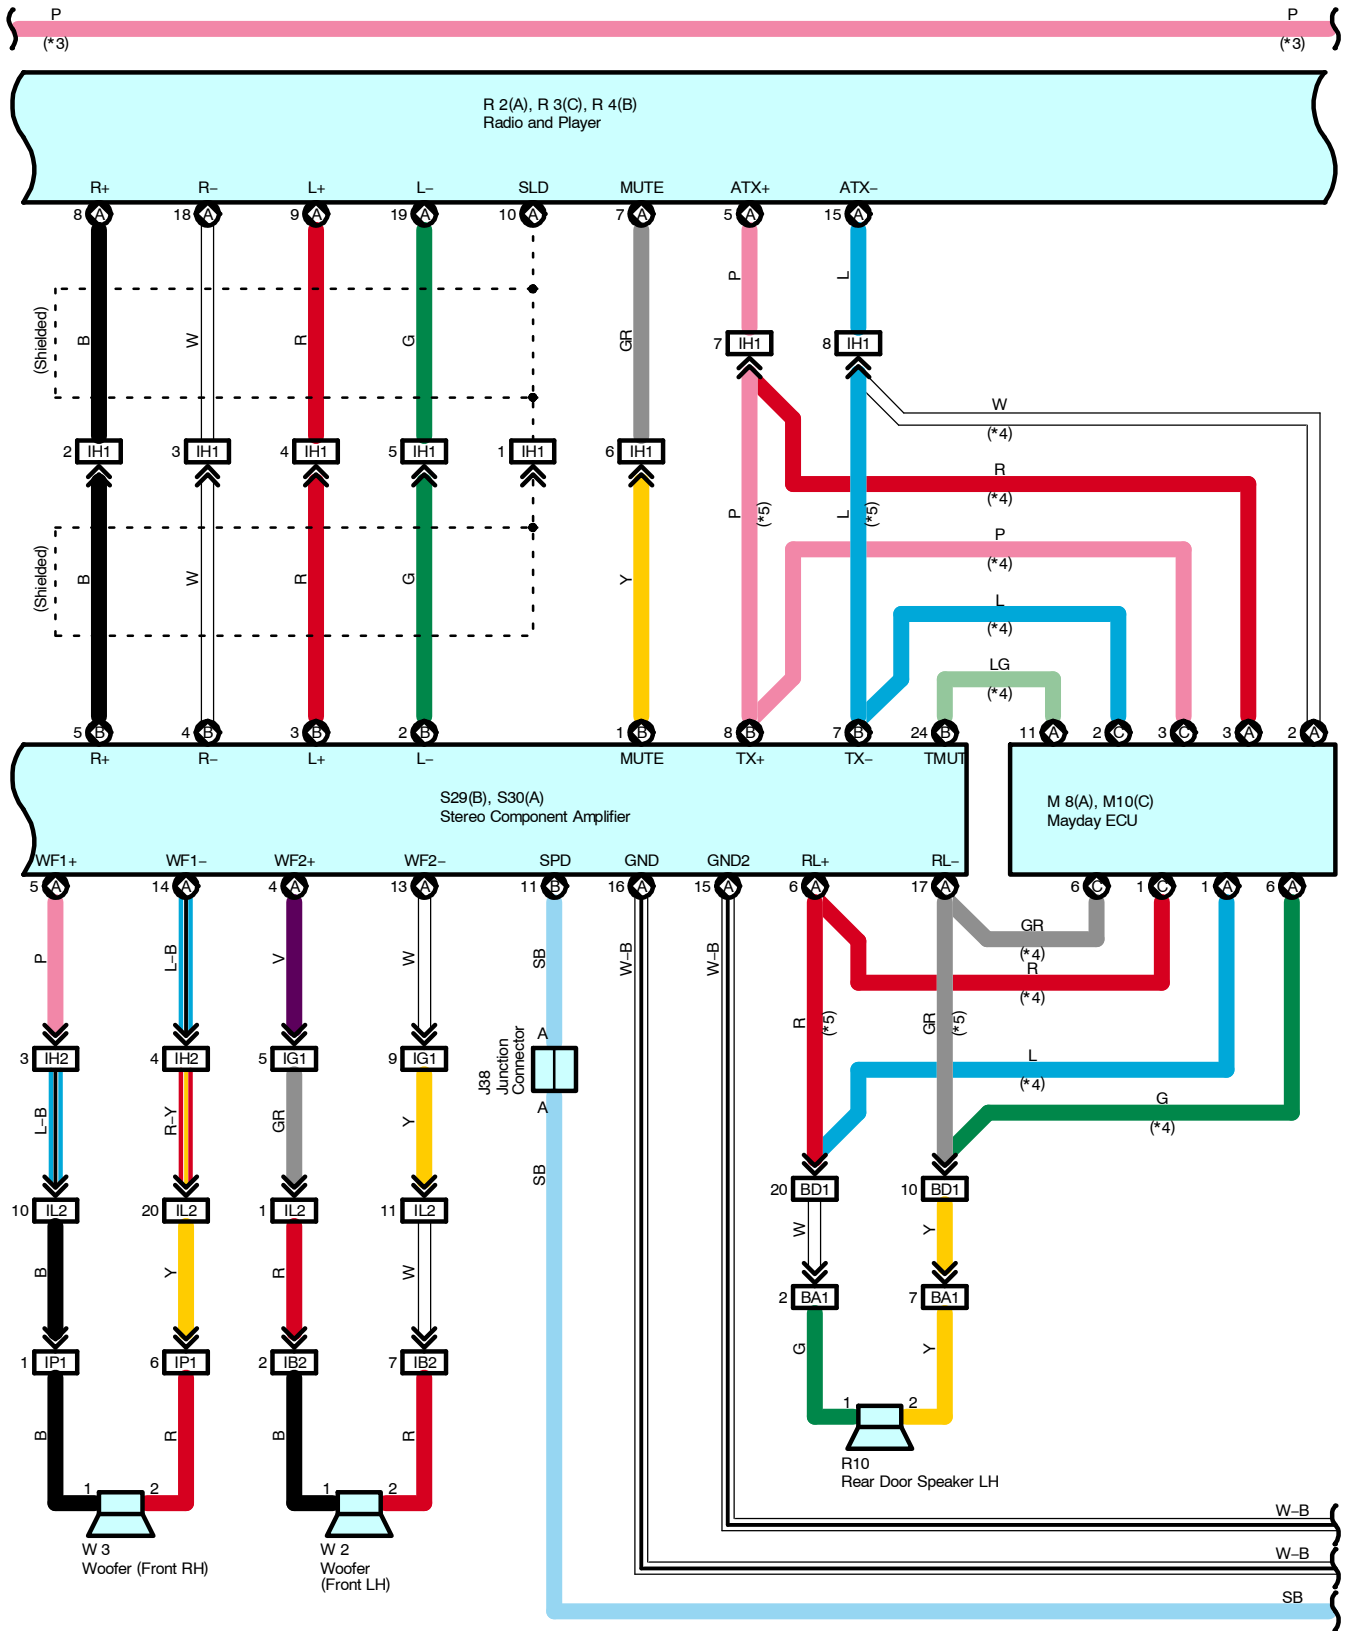 P P
(*3) (*3)
R 2(A), R 3(C), R 4(B)
Radio and Player
R+ R− L+ L− SLD MUTE ATX+ ATX−
8 A 18 A 9 A 19 A 10 A 7 A 5 A 15 A
P L
(Shielded) B W R G GR
7 IH1 8 IH1
W
(*4)
2 IH1 3 IH1 4 IH1 5 IH1 1 IH1 6 IH1
R
(*4)
P (*5) L (*5)
P
(*4)
(Shielded) B W R G Y
L
(*4)
LG
(*4)
5 B 4 B 3 B 2 B 1 B 8 B 7 B 24 B 11 A 2 C 3 C 3 A 2 A
R+ R− L+ L− MUTE TX+ TX− TMUT
S29(B), S30(A)
Stereo Component Amplifier
M 8(A), M10(C)
Mayday ECU
WF1+ WF1− WF2+ WF2− SPD GND GND2 RL+ RL−
5 A 14 A 4 A 13 A 11 B 16 A 15 A 6 A 17 A 6 C 1 C 1 A 6 A
GR
(*4)
P L−B V W SB W−B W−B
R
(*4)
R (*5) GR (*5)
A
J38
Junction
Connector
3 IH2 4 IH2 5 IG1 9 IG1
L
(*4)
A
G
(*4)
L−B R−Y GR Y SB
20 BD1 10 BD1
10 IL2 20 IL2 1 IL2 11 IL2
W Y
B Y R W
2 BA1 7 BA1
G Y
1 IP1 6 IP1 2 IB2 7 IB2
1 2
B R B R
R10
Rear Door Speaker LH
1 2 1 2
W−B
W 3
Woofer (Front RH)
W 2
Woofer
(Front LH)
W−B
SB